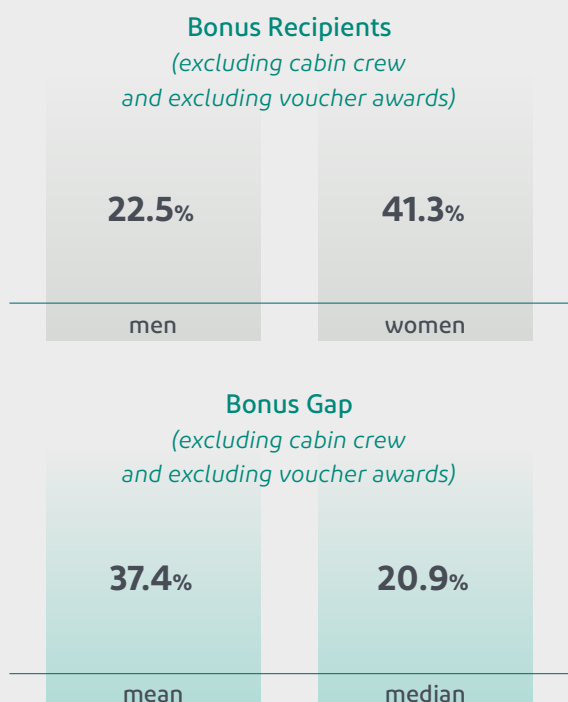 Bonus Recipients
(excluding cabin crew
and excluding voucher awards)
22.5% 41.3%
men women
Bonus Gap
(excluding cabin crew
and excluding voucher awards)
37.4% 20.9%
mean median